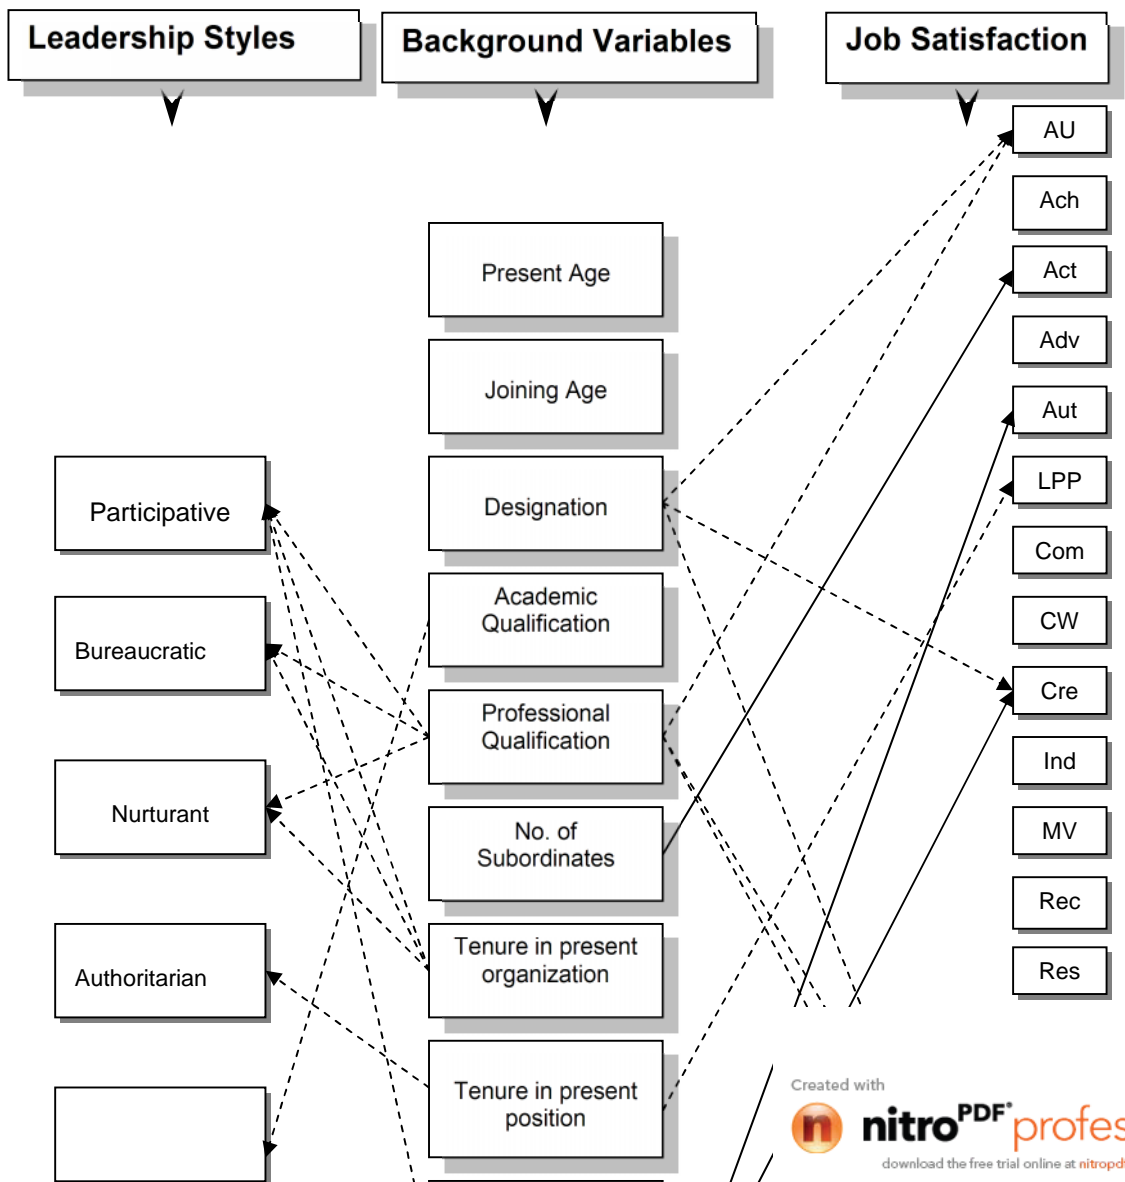 Leadership Styles
Background Variables
Job Satisfaction
AU
Ach
Act
Adv
Aut
LPP
Com
CW
Cre
Ind
MV
Rec
Res
Present Age
Joining Age
Designation
Academic
Qualification
Professional
Qualification
No. of
Subordinates
Tenure in present
organization
Tenure in present
position
Participative
Bureaucratic
Nurturant
Authoritarian
Created with
nitroPDF® profes
download the free trial online at nitropdf